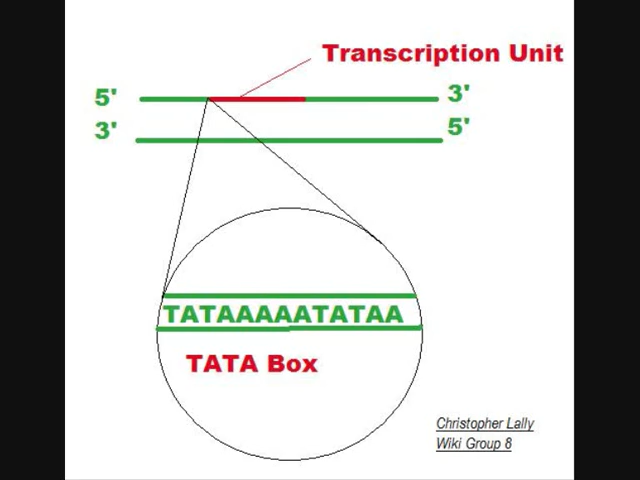 Transcription Unit
5' 3'
3' 5'
TATAAAAATATAA
TATA Box
Christopher Lally
Wiki Group 8